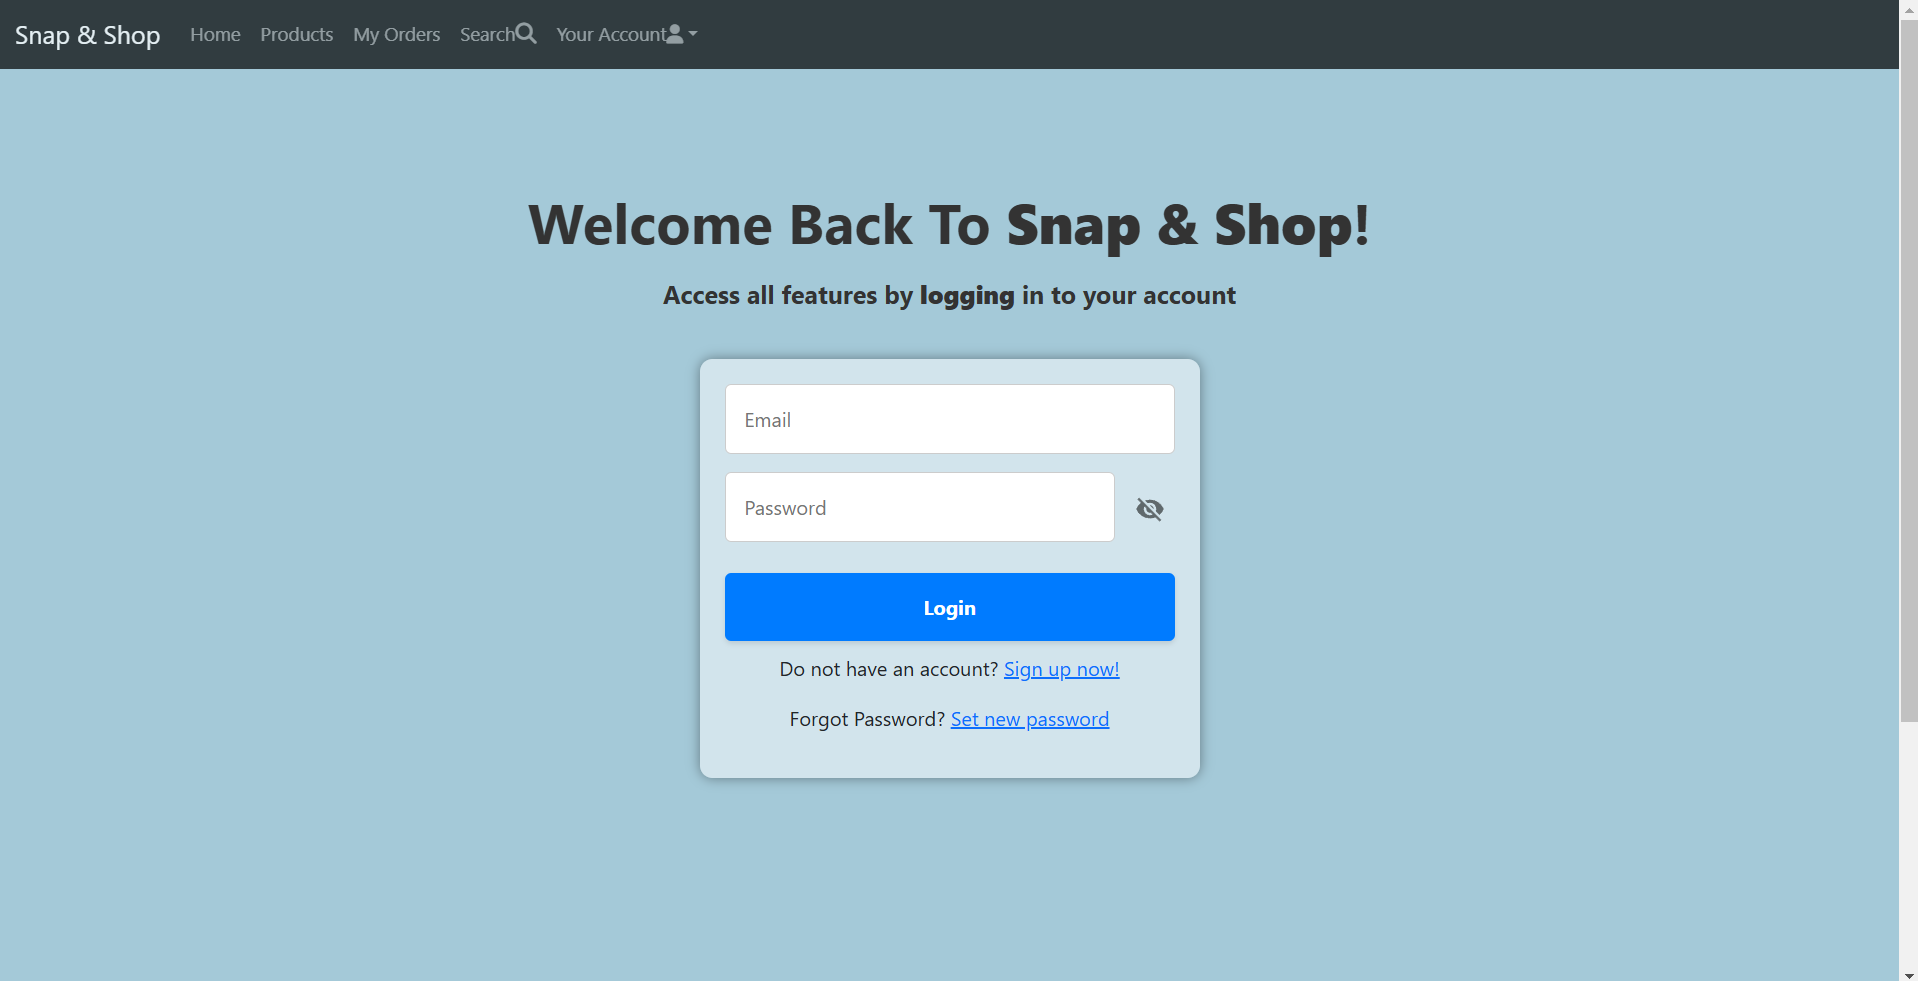 Snap & Shop Home Products My Orders Search Your Account
Welcome Back To Snap & Shop!
Access all features by logging in to your account
Email
Password
Login
Do not have an account? Sign up now!
Forgot Password? Set new password